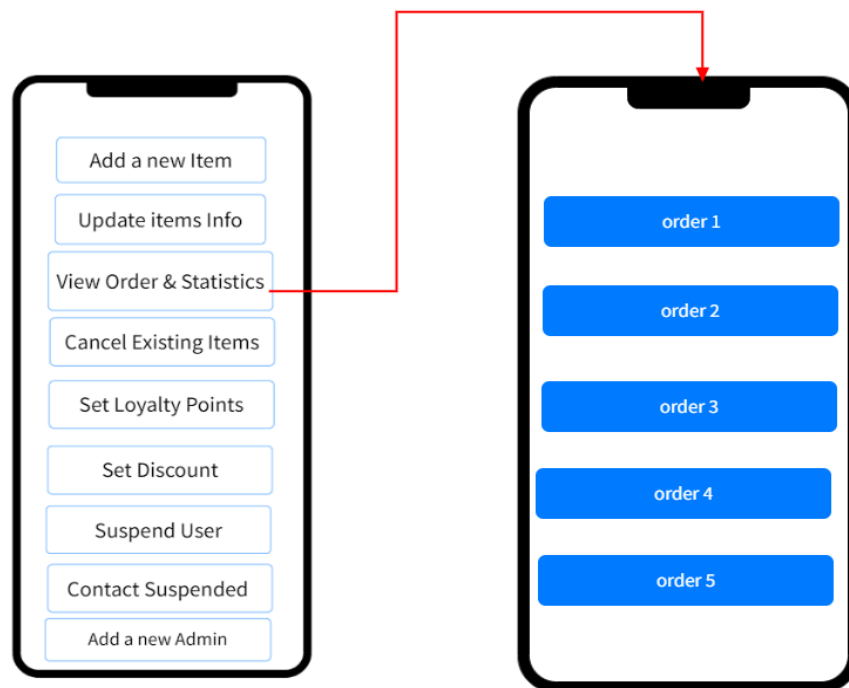 Add a new Item
Update items Info
View Order & Statistics
Cancel Existing Items
Set Loyalty Points
Set Discount
Suspend User
Contact Suspended
Add a new Admin
order 1
order 2
order 3
order 4
order 5